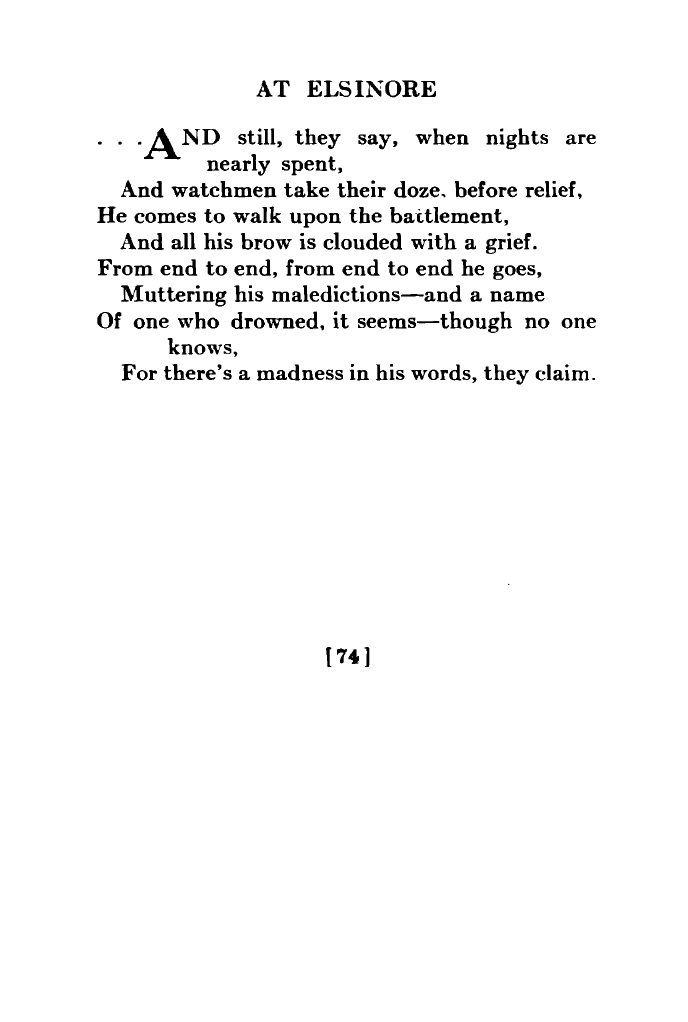 AT ELSINORE
. . . AND still, they say, when nights are
nearly spent,
And watchmen take their doze, before relief,
He comes to walk upon the battlement,
And all his brow is clouded with a grief.
From end to end, from end to end he goes,
Muttering his maledictions—and a name
Of one who drowned, it seems—though no one
knows,
For there's a madness in his words, they claim.
[74]